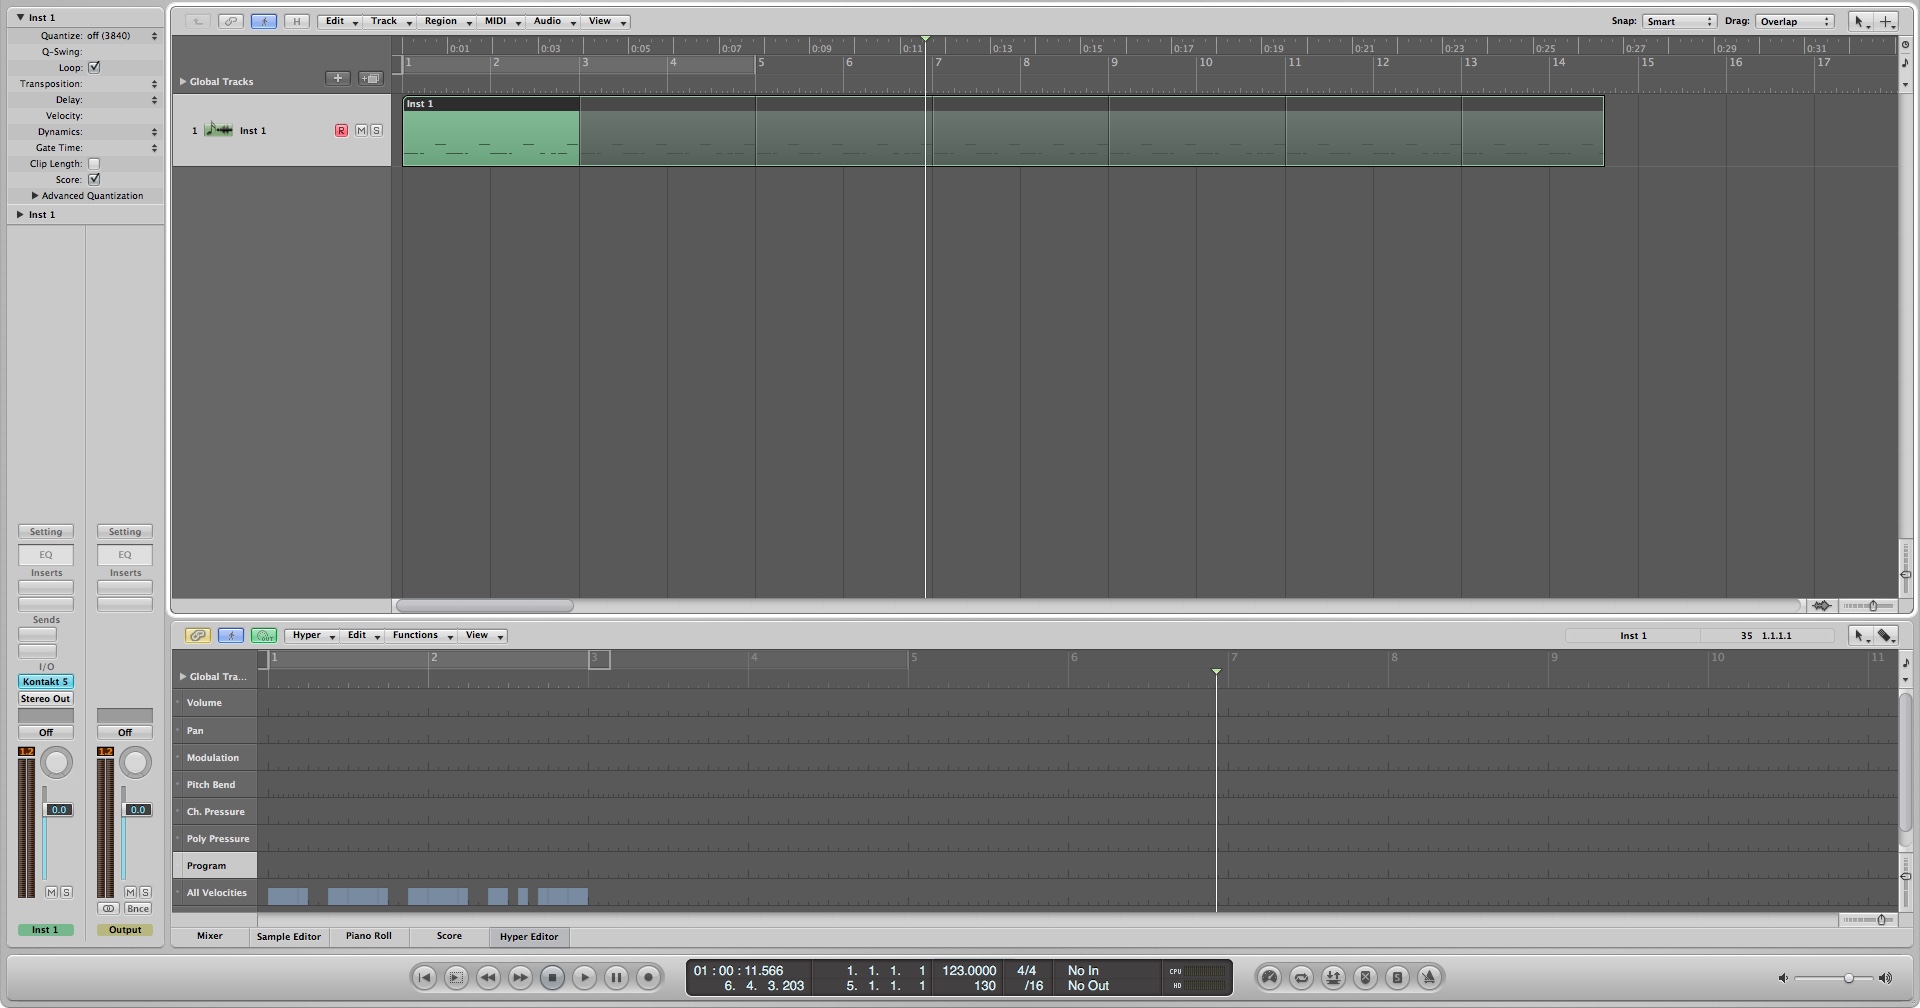 Inst 1
Quantize: off (3840)
Q-Swing:
Loop:
Transposition:
Delay:
Velocity:
Dynamics:
Gate Time:
Clip Length:
Score:
Advanced Quantization
Inst 1
Setting Setting
EQ EQ
Inserts Inserts
Sends
I/O
Kontakt 5
Stereo Out
Off Off
1.2 1.2
0.0 0.0
M S M S
Bnce
Inst 1 Output
H Edit Track Region MIDI Audio View Snap: Smart Drag: Overlap
0:01 0:03 0:05 0:07 0:09 0:11 0:13 0:15 0:17 0:19 0:21 0:23 0:25 0:27 0:29 0:31
1 2 3 4 5 6 7 8 9 10 11 12 13 14 15 16 17
Global Tracks
Inst 1
1 Inst 1 R M S
OUT Hyper Edit Functions View Inst 1 35 1.1.1.1
1 2 3 4 5 6 7 8 9 10 11
Global Tra...
Volume
Pan
Modulation
Pitch Bend
Ch. Pressure
Poly Pressure
Program
All Velocities
Mixer Sample Editor Piano Roll Score Hyper Editor
01 : 00 : 11.566 1. 1. 1. 1 123.0000 4/4 No In CPU
6. 4. 3. 203 5. 1. 1. 1 130 /16 No Out HD
S